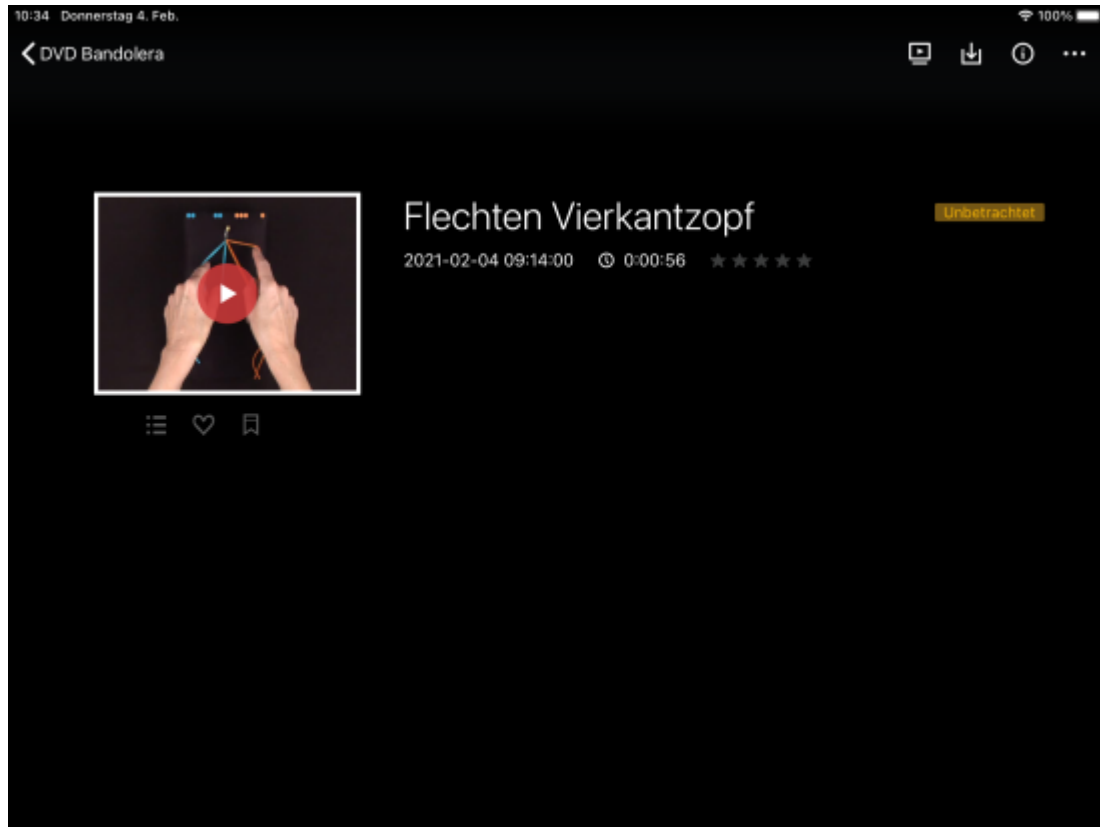 10:34 Donnerstag 4. Feb. 100%
DVD Bandolera
Flechten Vierkantzopf
Unbetrachtet
2021-02-04 09:14:00 0:00:56